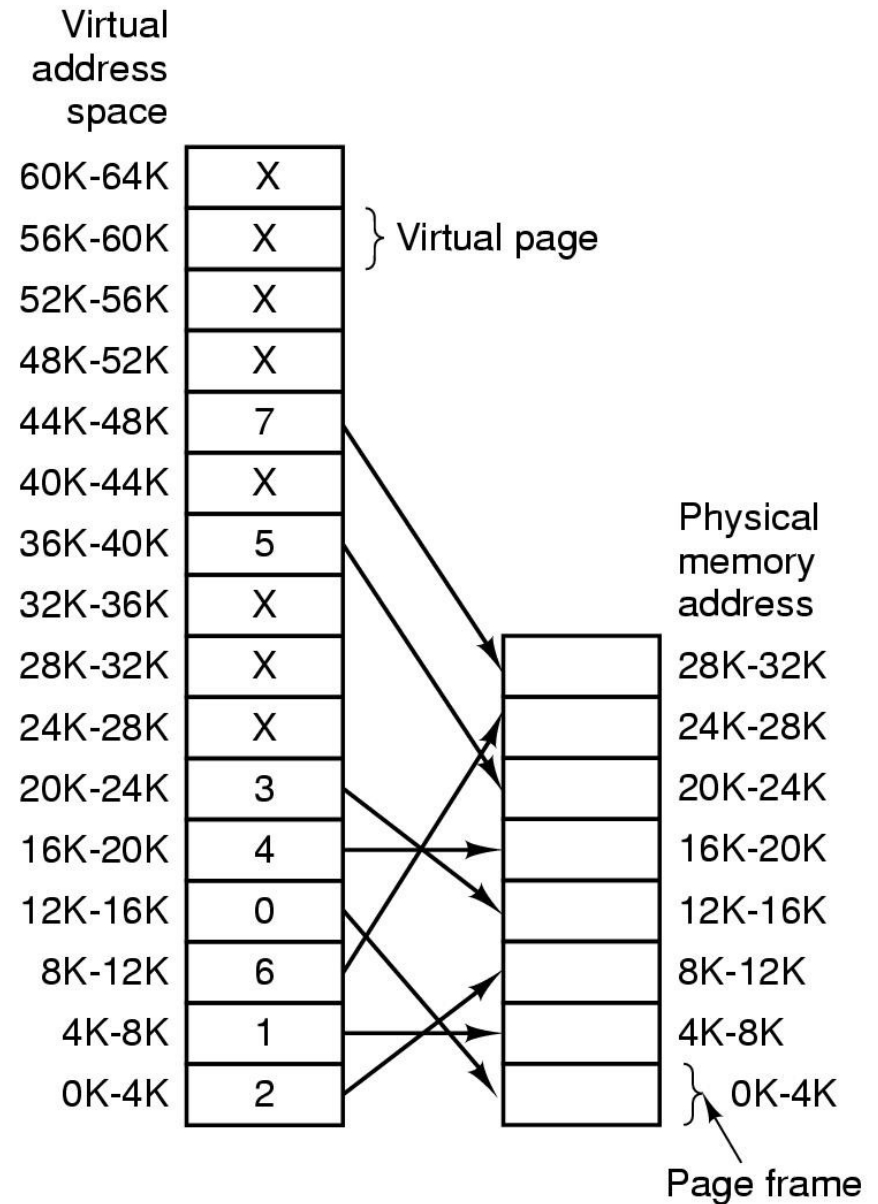 Virtual
address
space
60K-64K X
56K-60K X Virtual page
52K-56K X
48K-52K X
44K-48K 7
40K-44K X
36K-40K 5
32K-36K X
28K-32K X
24K-28K X
20K-24K 3
16K-20K 4
12K-16K 0
8K-12K 6
4K-8K 1
0K-4K 2
Physical
memory
address
28K-32K
24K-28K
20K-24K
16K-20K
12K-16K
8K-12K
4K-8K
0K-4K
Page frame